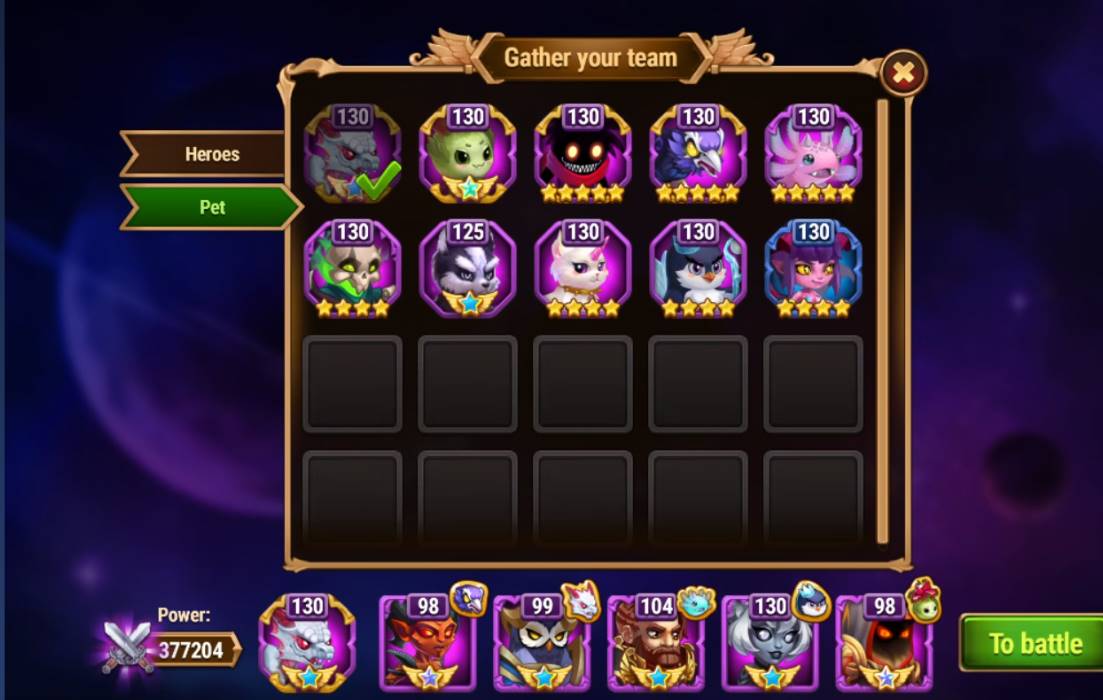 Gather your team
130 130 130 130 130
Heroes
Pet
130 125 130 130 130
Power:
377204
130 98 99 104 130 98
To battle